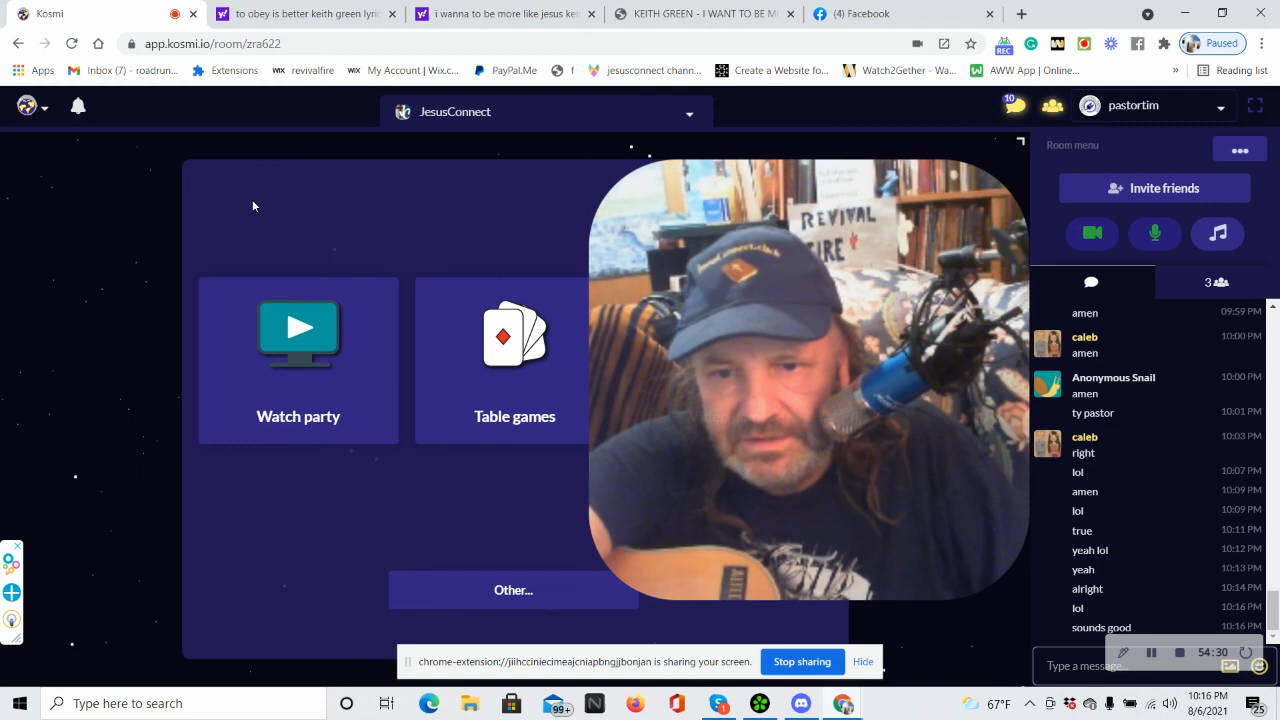 Kosmi
to obey is better keith green lyric
i wanna to be more like jesus kei
KEITH GREEN - I WANT TO BE M
(4) Facebook
app.kosmi.io/room/zra622
REC
Paused
Apps
Inbox (7) - roadrun...
Extensions
WIX revivefire
WIX My Account | Wix.c...
PayPal.Me
f
jesusconnect chann...
Create a Website fo...
Watch2Gether - Wa...
AWW App | Online...
»
Reading list
JesusConnect
10
pastortim
Room menu
Invite friends
3
REVIVAL
FIRE
Watch party
Table games
Other...
amen 09:59 PM
caleb 10:00 PM
amen
Anonymous Snail 10:00 PM
amen
ty pastor 10:01 PM
caleb 10:03 PM
right
lol 10:07 PM
amen 10:09 PM
lol 10:09 PM
true 10:11 PM
yeah lol 10:12 PM
yeah 10:13 PM
alright 10:14 PM
lol 10:16 PM
sounds good 10:16 PM
54:30
Type a message...
chrome-extension://jiihcciniecimeajcniapbngjjbonjan is sharing your screen.
Stop sharing
Hide
Type here to search
99+
1
67°F
10:16 PM
8/6/2021
25